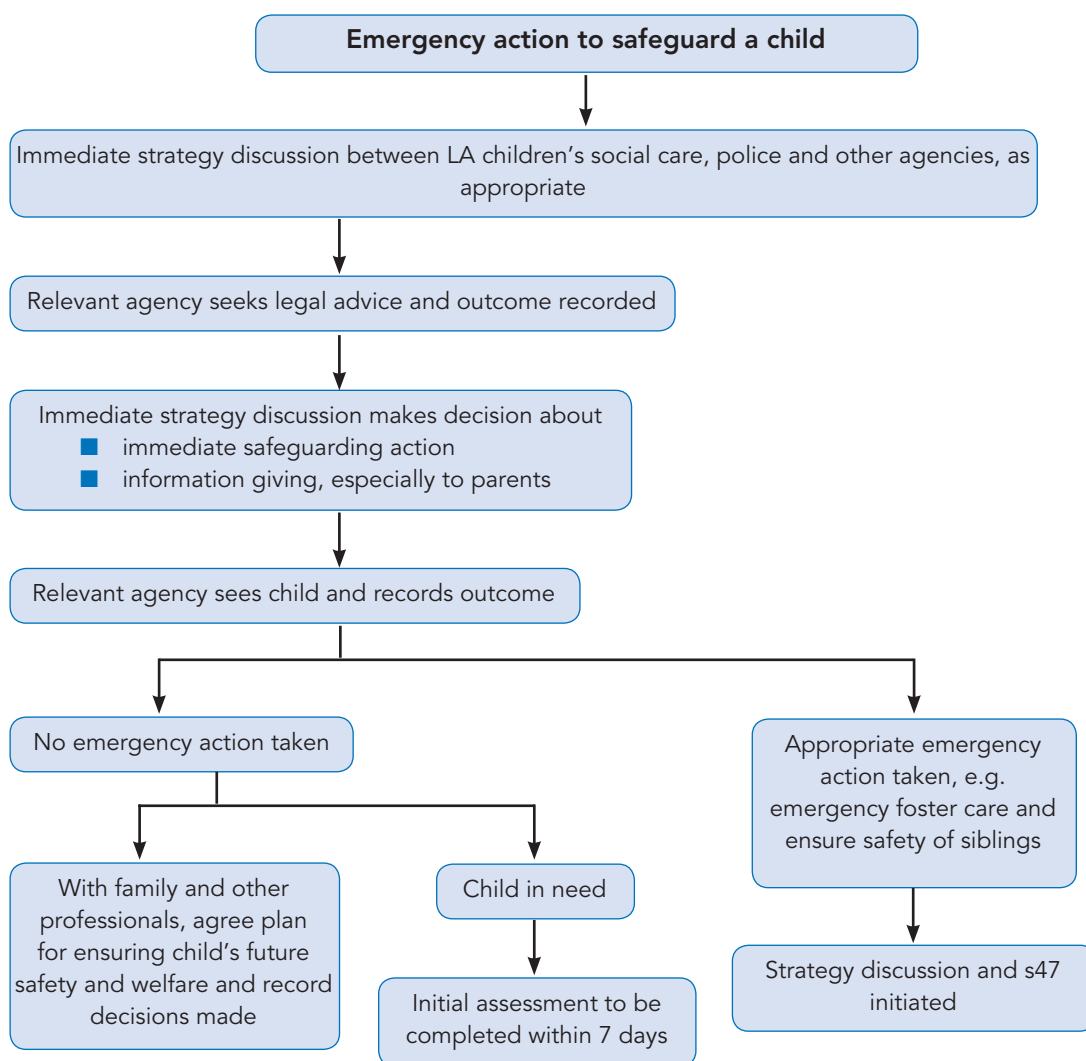 Emergency action to safeguard a child
Immediate strategy discussion between LA children's social care, police and other agencies, as
appropriate
Relevant agency seeks legal advice and outcome recorded
Immediate strategy discussion makes decision about
■ immediate safeguarding action
■ information giving, especially to parents
Relevant agency sees child and records outcome
No emergency action taken
Appropriate emergency
action taken, e.g.
emergency foster care and
ensure safety of siblings
With family and other
professionals, agree plan
for ensuring child's future
safety and welfare and record
decisions made
Child in need
Initial assessment to be
completed within 7 days
Strategy discussion and s47
initiated